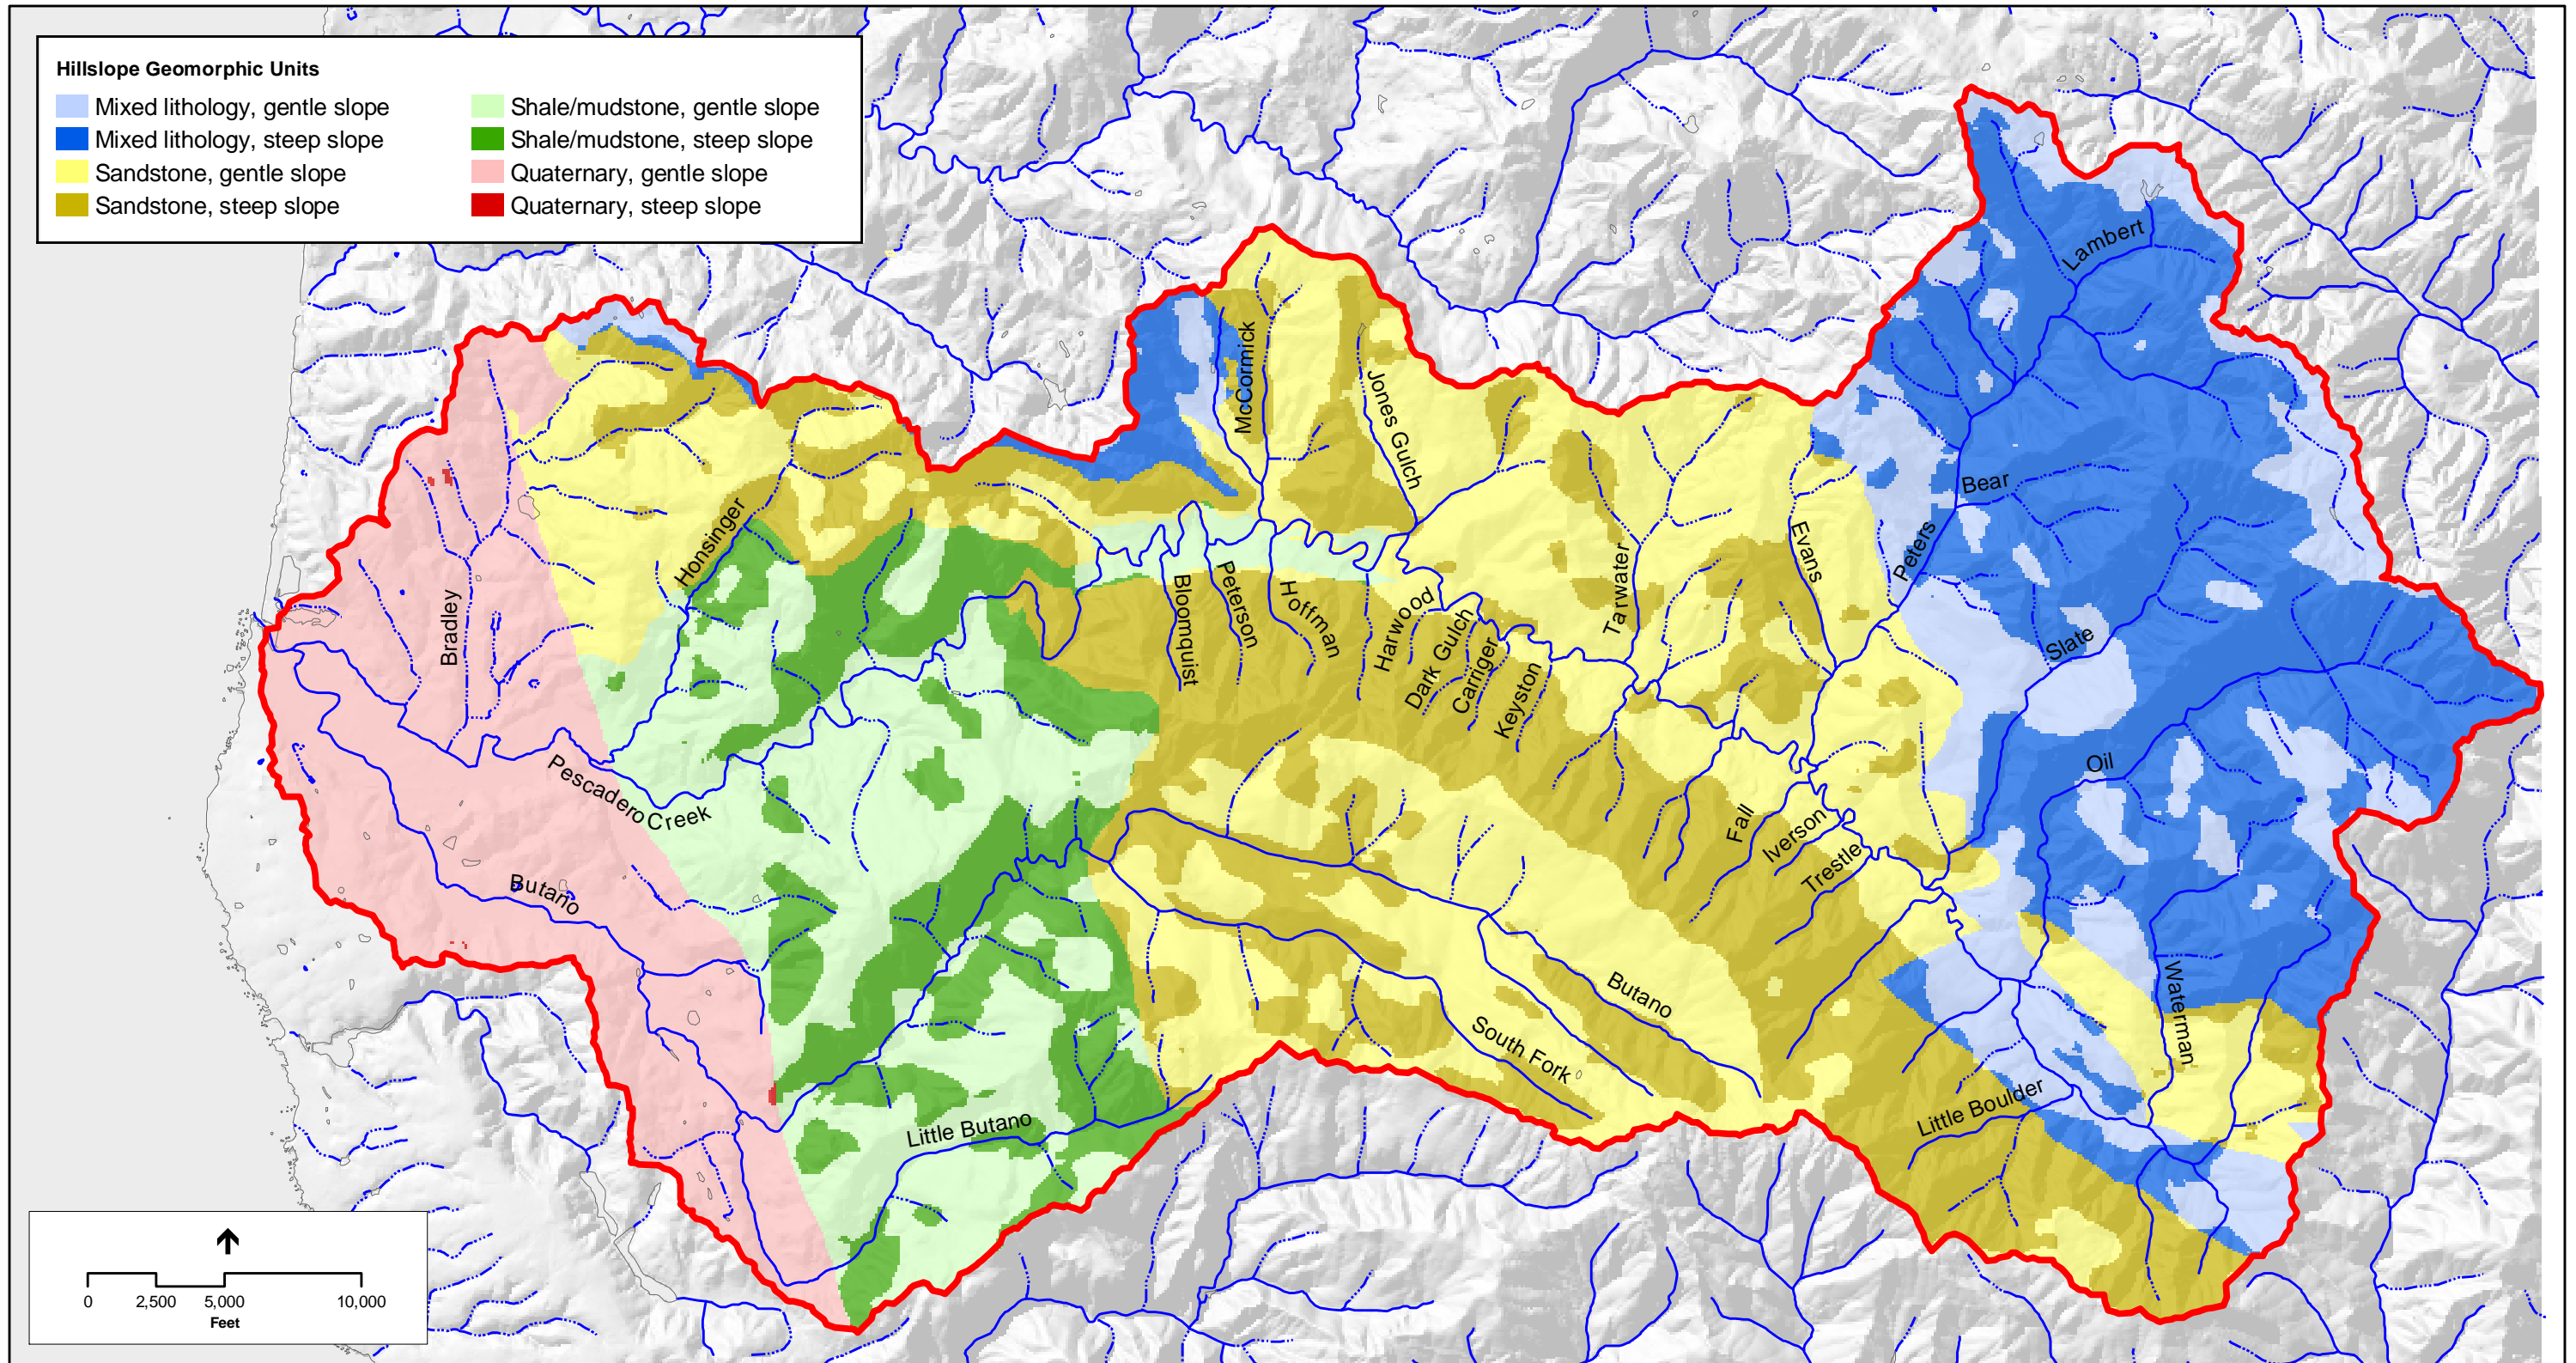 Hillslope Geomorphic Units
Mixed lithology, gentle slope
Mixed lithology, steep slope
Sandstone, gentle slope
Sandstone, steep slope
Shale/mudstone, gentle slope
Shale/mudstone, steep slope
Quaternary, gentle slope
Quaternary, steep slope
Lambert
McCormick
Jones Gulch
Bear
Honsinger
Peters
Evans
Tarwater
Bradley
Bloomquist
Peterson
Hoffman
Harwood
Dark Gulch
Carriger
Keyston
Slate
Oil
Pescadero Creek
Fall
Iverson
Trestle
Butano
Butano
South Fork
Waterman
Little Boulder
Little Butano
0 2,500 5,000 10,000
Feet